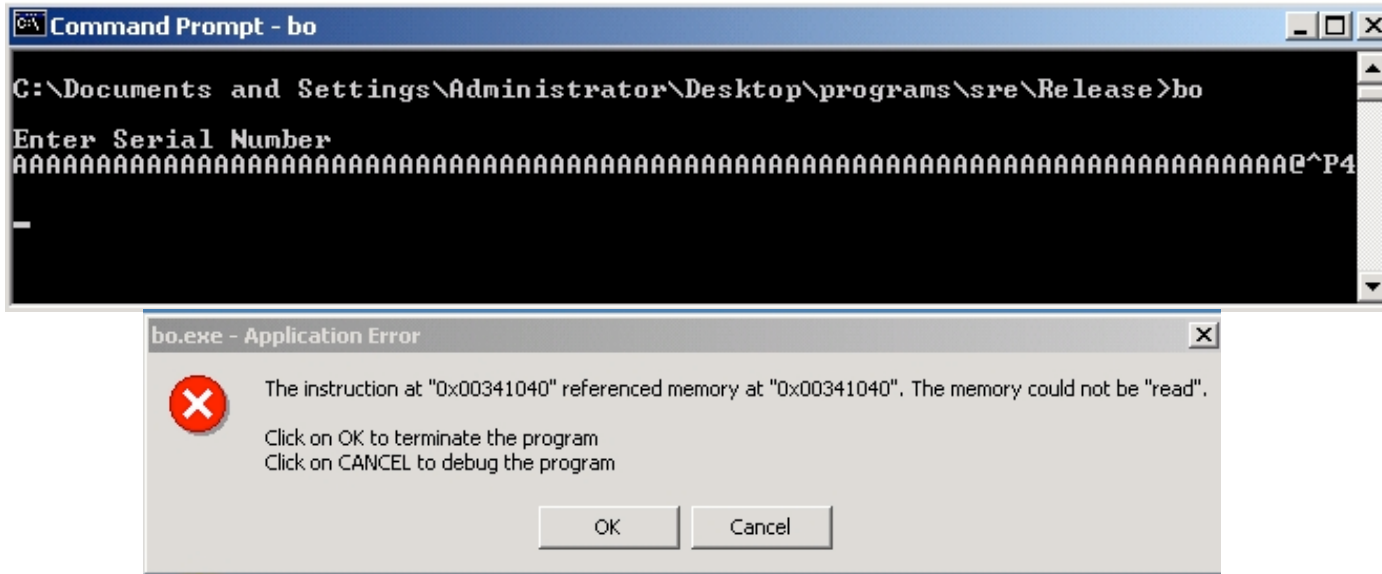 Command Prompt - bo
C:\Documents and Settings\Administrator\Desktop\programs\sre\Release>bo
Enter Serial Number
AAAAAAAAAAAAAAAAAAAAAAAAAAAAAAAAAAAAAAAAAAAAAAAAAAAAAAAAAAAAAAAAAAAAAAAAAAAA@^P4
bo.exe - Application Error
The instruction at "0x00341040" referenced memory at "0x00341040". The memory could not be "read".
Click on OK to terminate the program
Click on CANCEL to debug the program
OK
Cancel